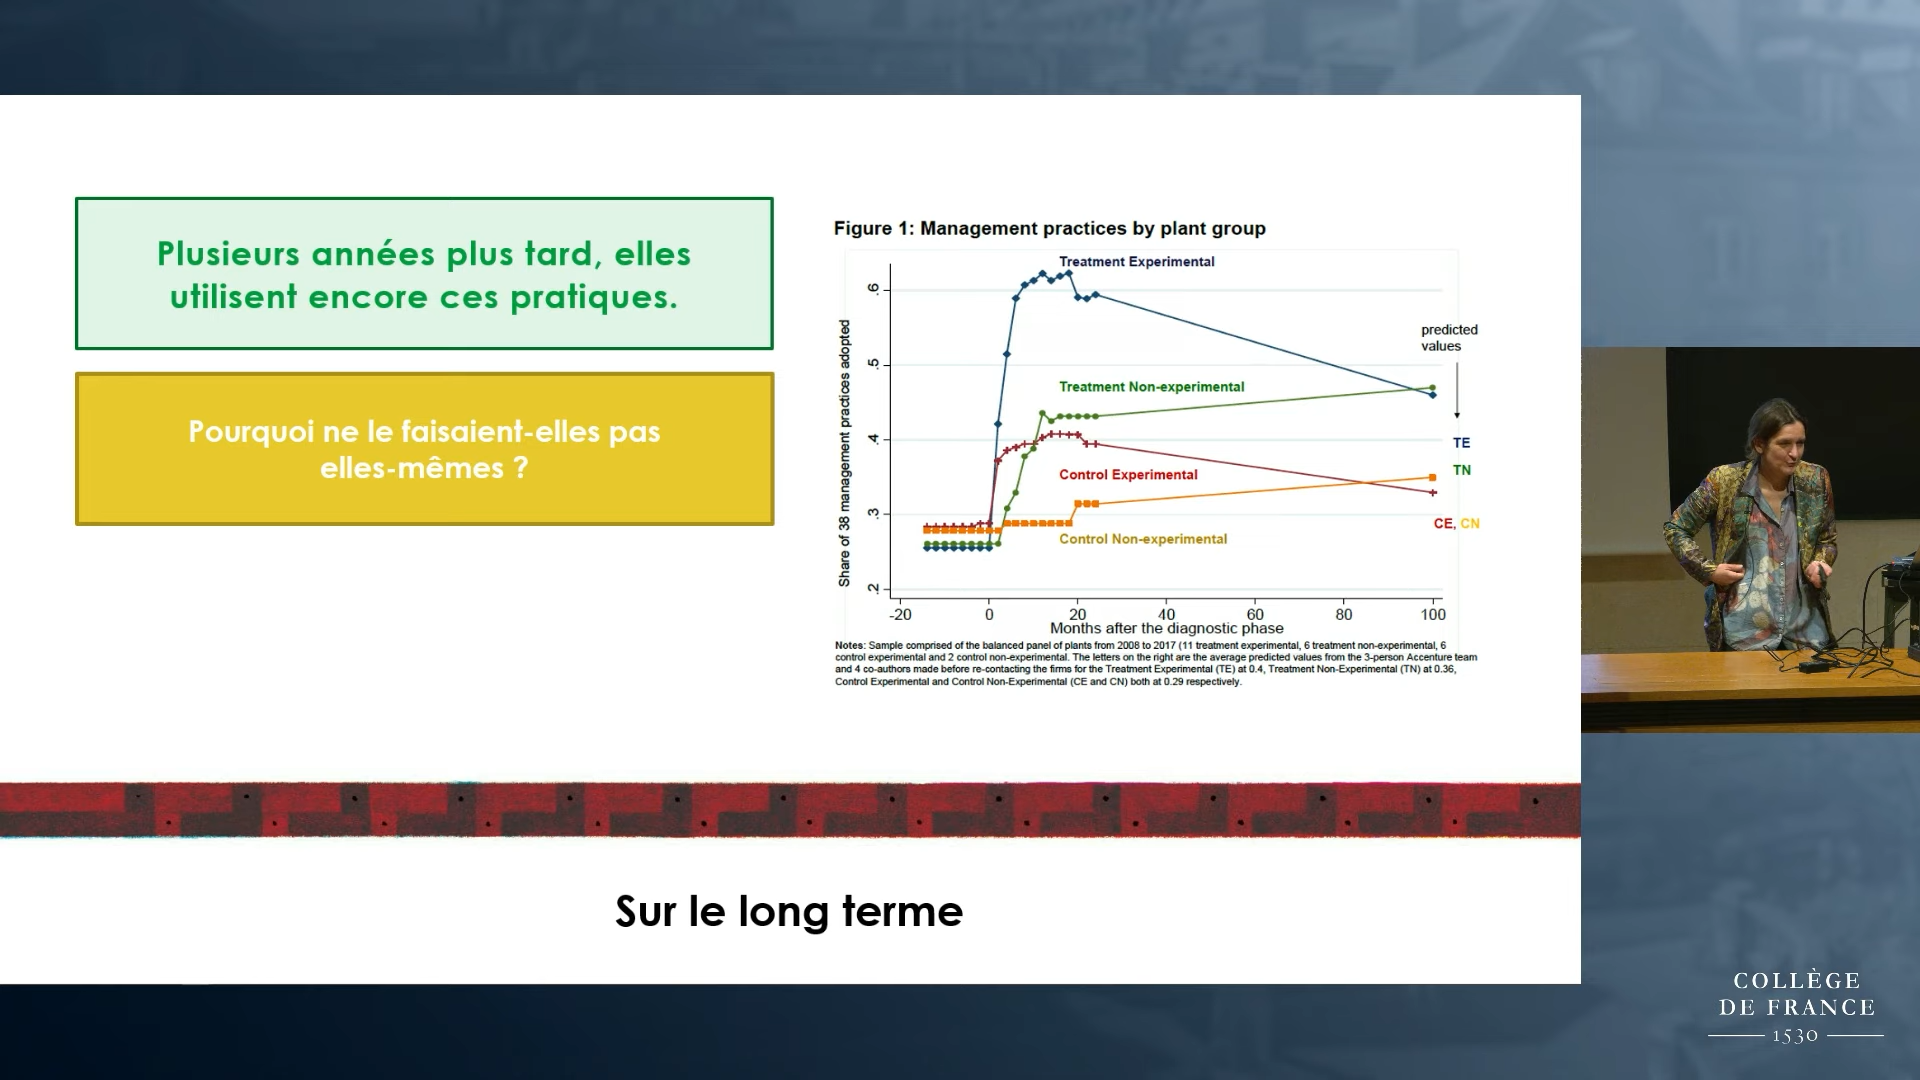 Plusieurs années plus tard, elles
utilisent encore ces pratiques.
Pourquoi ne le faisaient-elles pas
elles-mêmes ?
Figure 1: Management practices by plant group
Share of 38 management practices adopted
.6
.5
.4
.3
.2
Treatment Experimental
Treatment Non-experimental
Control Experimental
Control Non-experimental
predicted
values
TE
TN
CE, CN
-20 0 20 40 60 80 100
Months after the diagnostic phase
Notes: Sample comprised of the balanced panel of plants from 2008 to 2017 (11 treatment experimental, 6 treatment non-experimental, 6
control experimental and 2 control non-experimental. The letters on the right are the average predicted values from the 3-person Accenture team
and 4 co-authors made before re-contacting the firms for the Treatment Experimental (TE) at 0.4, Treatment Non-Experimental (TN) at 0.36,
Control Experimental and Control Non-Experimental (CE and CN) both at 0.29 respectively.
Sur le long terme
COLLÈGE
DE FRANCE
1530